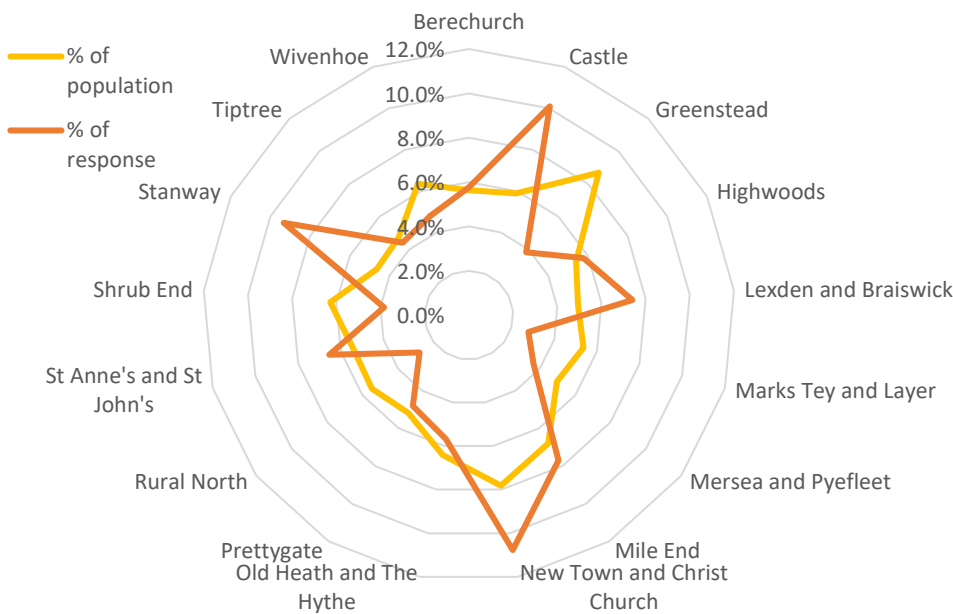 Berechurch
12.0%
10.0%
8.0%
6.0%
4.0%
2.0%
0.0%
Castle
Greenstead
Highwoods
Lexden and Braiswick
Marks Tey and Layer
Mersea and Pyefleet
Mile End
New Town and Christ
Church
Old Heath and The
Hythe
Prettygate
Rural North
St Anne's and St
John's
Shrub End
Stanway
Tiptree
Wivenhoe
% of
population
% of
response